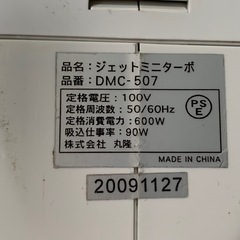 品名：ジェットミニターボ
品番：DMC-507
定格電圧：100V
定格周波数：50/60Hz
定格消費電力：600W
吸込仕事率：90W
株式会社 丸隆
PSE
MADE IN CHINA
20091127